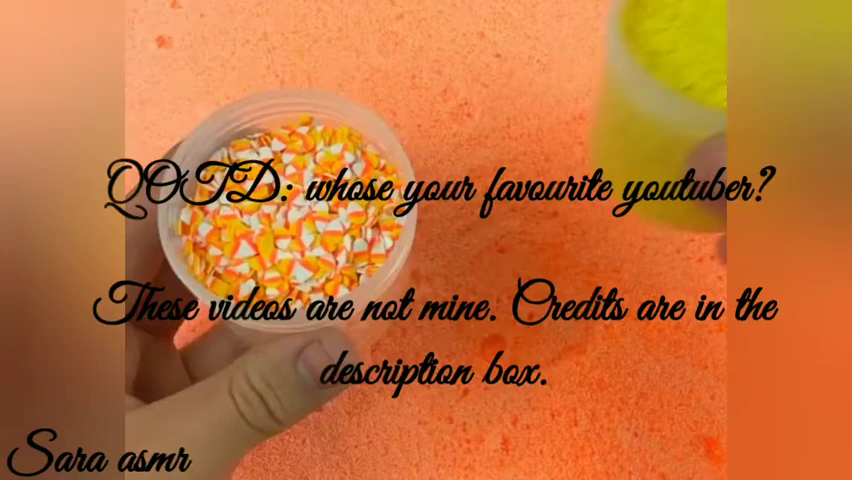 QOTD: whose your favourite youtuber?
These videos are not mine. Credits are in the
description box.
Sara asmr